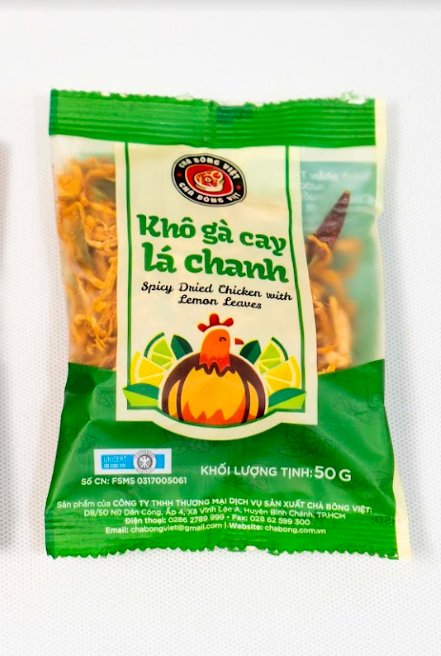 CHÀ BÔNG VIỆT
CHÀ BÔNG VIỆT
Khô gà cay
lá chanh
Spicy Dried Chicken with
Lemon Leaves
UNICERT
KHỐI LƯỢNG TỊNH: 50 G
Số CN: FSMS 0317005061
Sản phẩm của CÔNG TY TNHH THƯƠNG MẠI DỊCH VỤ SẢN XUẤT CHÀ BÔNG VIỆT:
D8/50 Nữ Dân Công, Ấp 4, Xã Vĩnh Lộc A, Huyện Bình Chánh, TP.HCM
Điện thoại: 0286 2789 999 - Fax: 028 62 599 300
Email: chabongviet@gmail.com | Website: chabong.com.vn